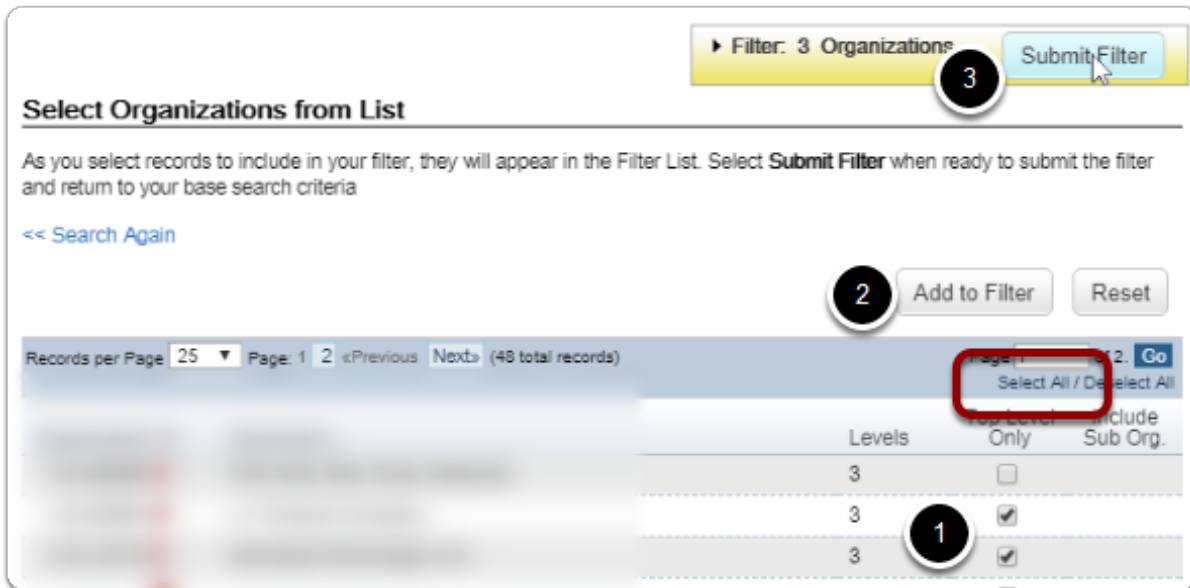 Filter: 3 Organizations
Submit Filter
3
Select Organizations from List
As you select records to include in your filter, they will appear in the Filter List. Select Submit Filter when ready to submit the filter
and return to your base search criteria
<< Search Again
2
Add to Filter
Reset
Records per Page 25 Page: 1 2 «Previous Next» (48 total records)
Page 1 of 2. Go
Select All / Deselect All
Levels
Top Level
Only
Include
Sub Org.
3
3
1
3